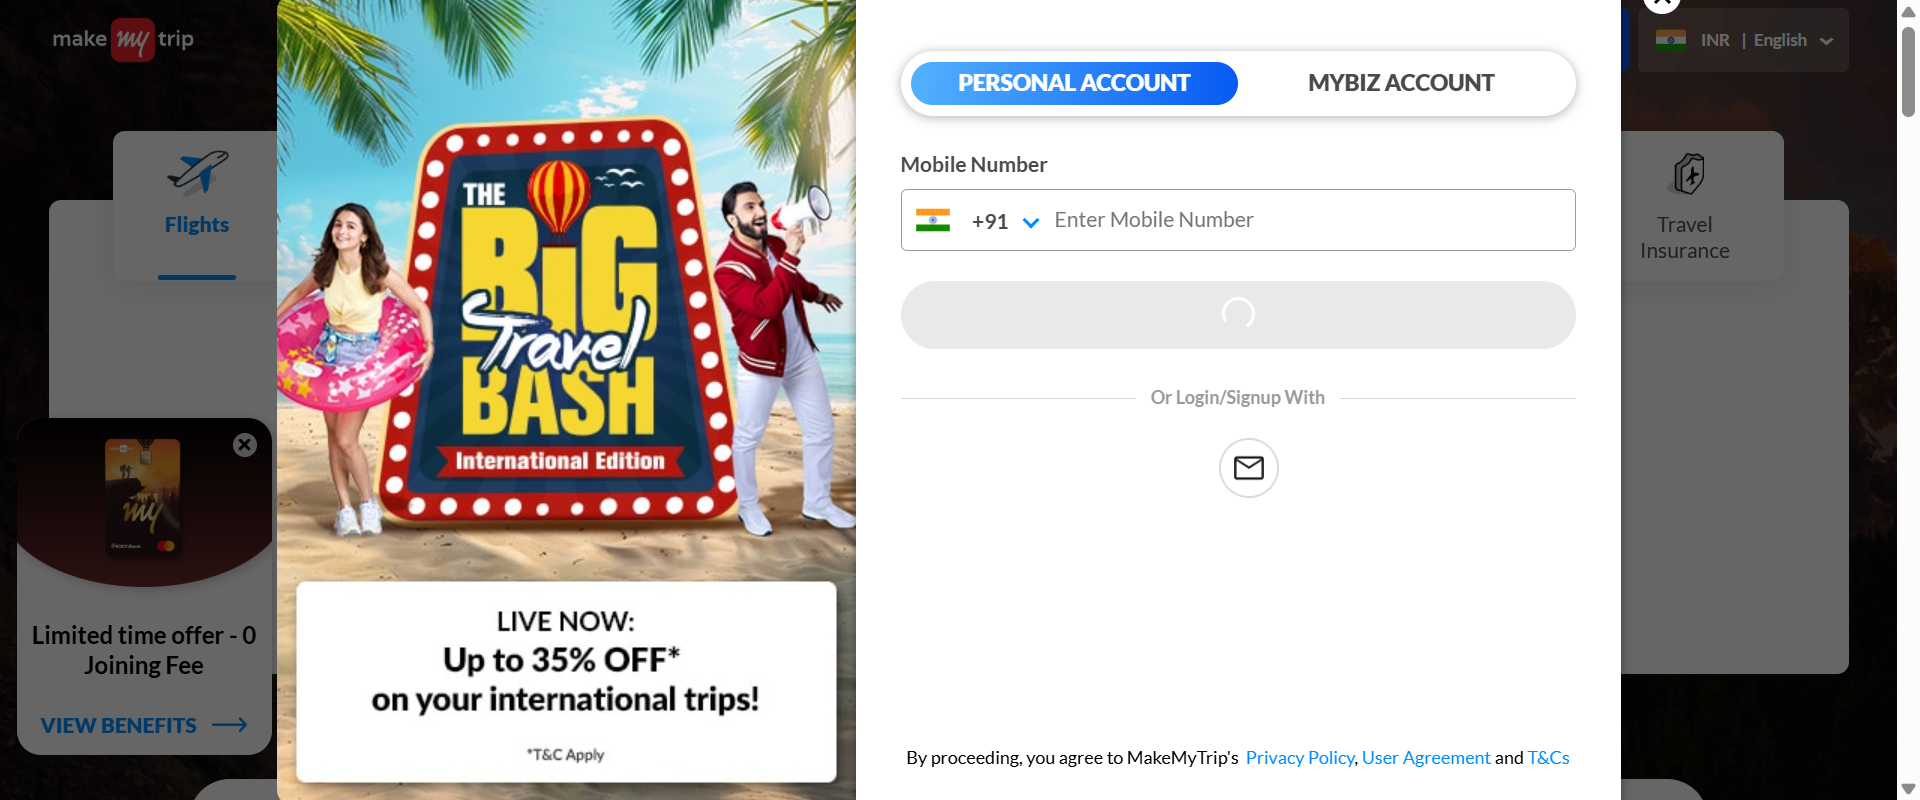 make my trip
INR | English
Flights
Travel
Insurance
my
Limited time offer - 0
Joining Fee
VIEW BENEFITS
THE
BIG
Travel
BASH
International Edition
LIVE NOW:
Up to 35% OFF*
on your international trips!
*T&C Apply
PERSONAL ACCOUNT
MYBIZ ACCOUNT
Mobile Number
+91
Enter Mobile Number
Or Login/Signup With
By proceeding, you agree to MakeMyTrip's Privacy Policy, User Agreement and T&Cs